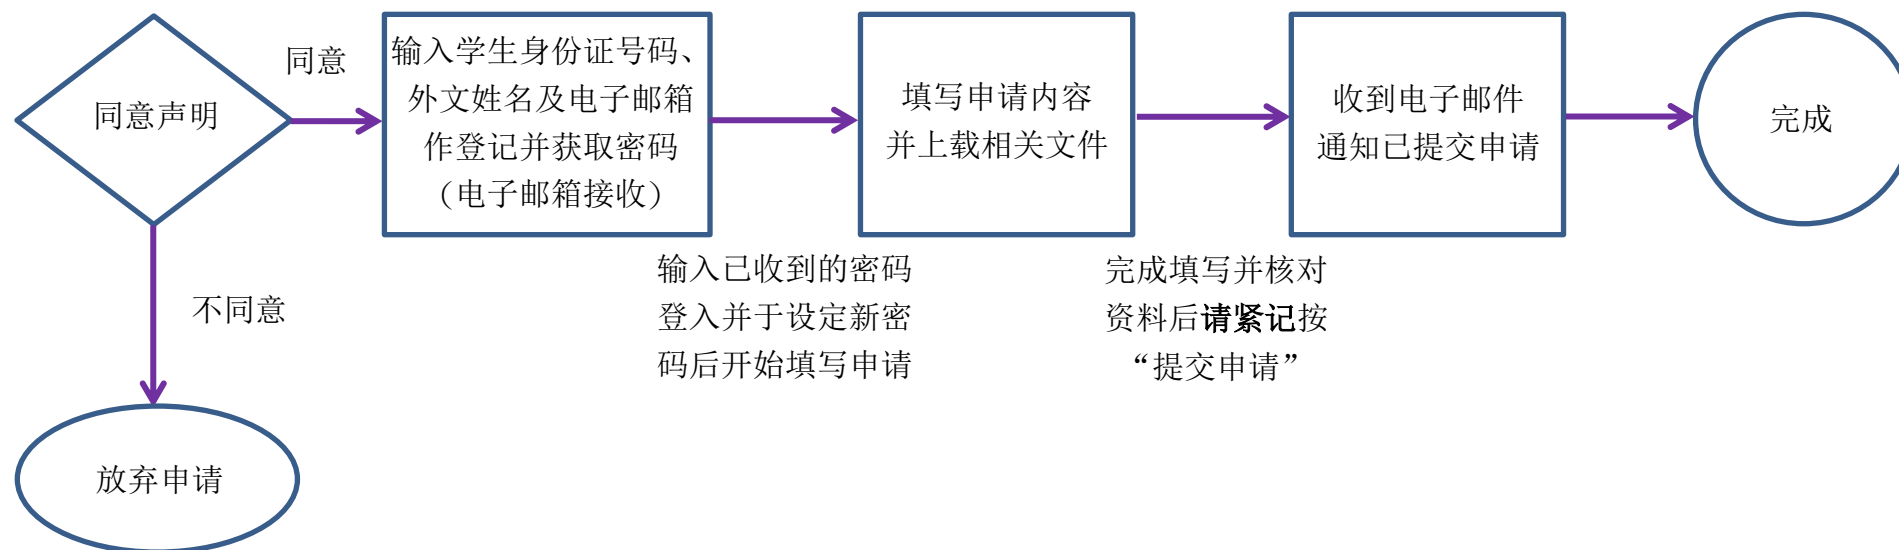 同意声明
同意
输入学生身份证号码、
外文姓名及电子邮箱
作登记并获取密码
（电子邮箱接收）
填写申请内容
并上载相关文件
收到电子邮件
通知已提交申请
完成
不同意
输入已收到的密码
登入并于设定新密
码后开始填写申请
完成填写并核对
资料后请紧记按
“提交申请”
放弃申请